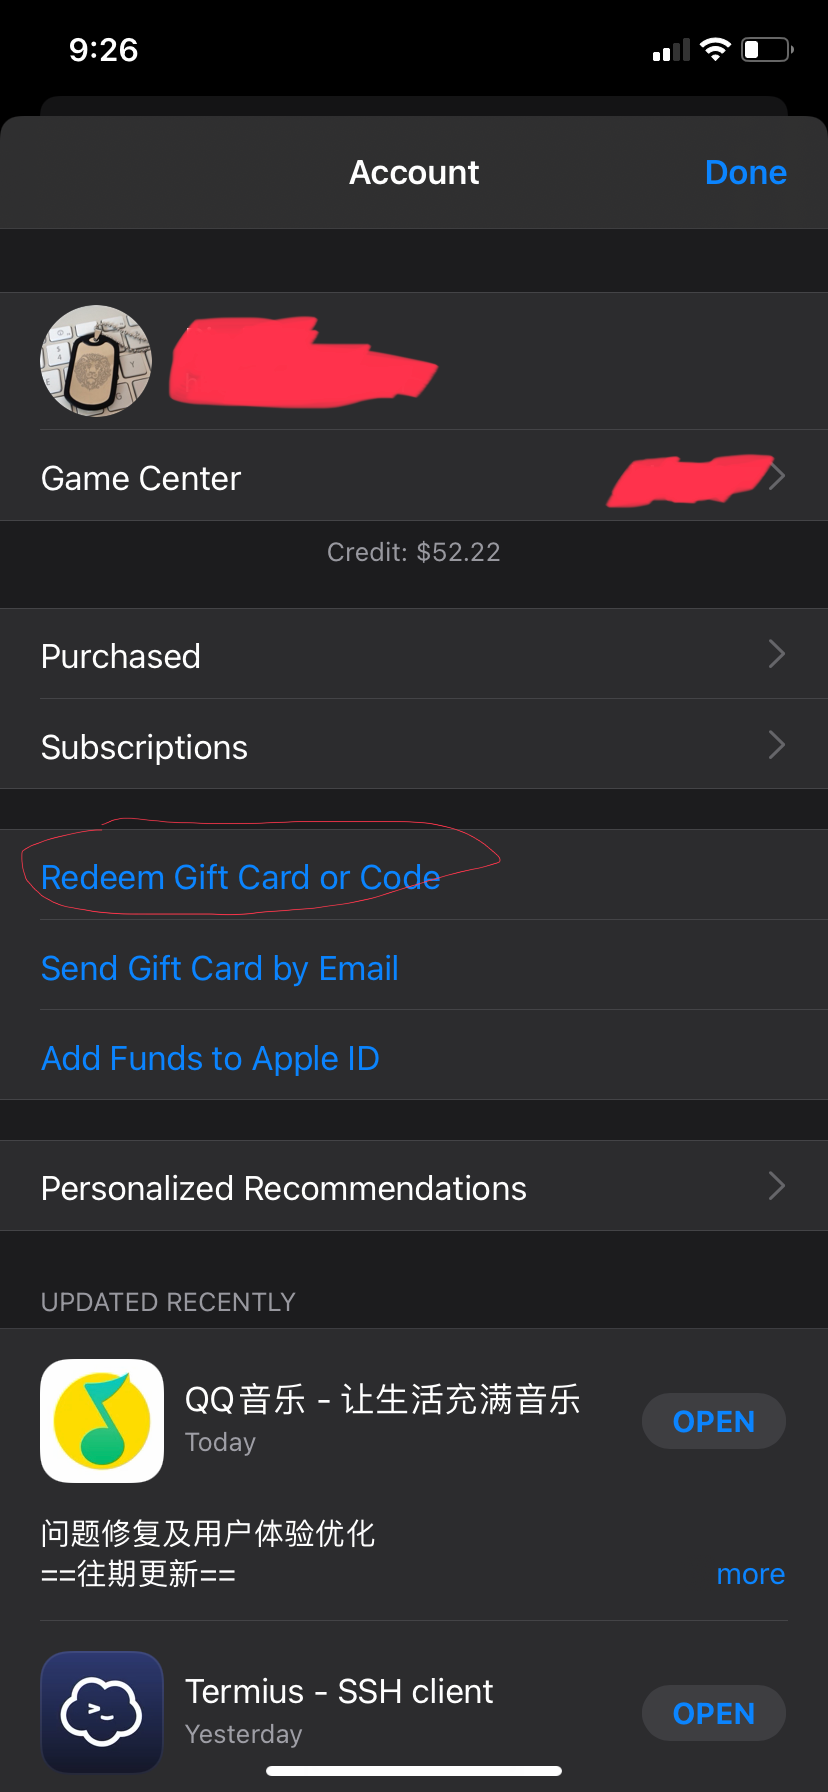 9:26
Account
Done
Game Center
Credit: $52.22
Purchased
Subscriptions
Redeem Gift Card or Code
Send Gift Card by Email
Add Funds to Apple ID
Personalized Recommendations
UPDATED RECENTLY
QQ音乐 - 让生活充满音乐
Today
OPEN
问题修复及用户体验优化
==往期更新==
more
Termius - SSH client
Yesterday
OPEN